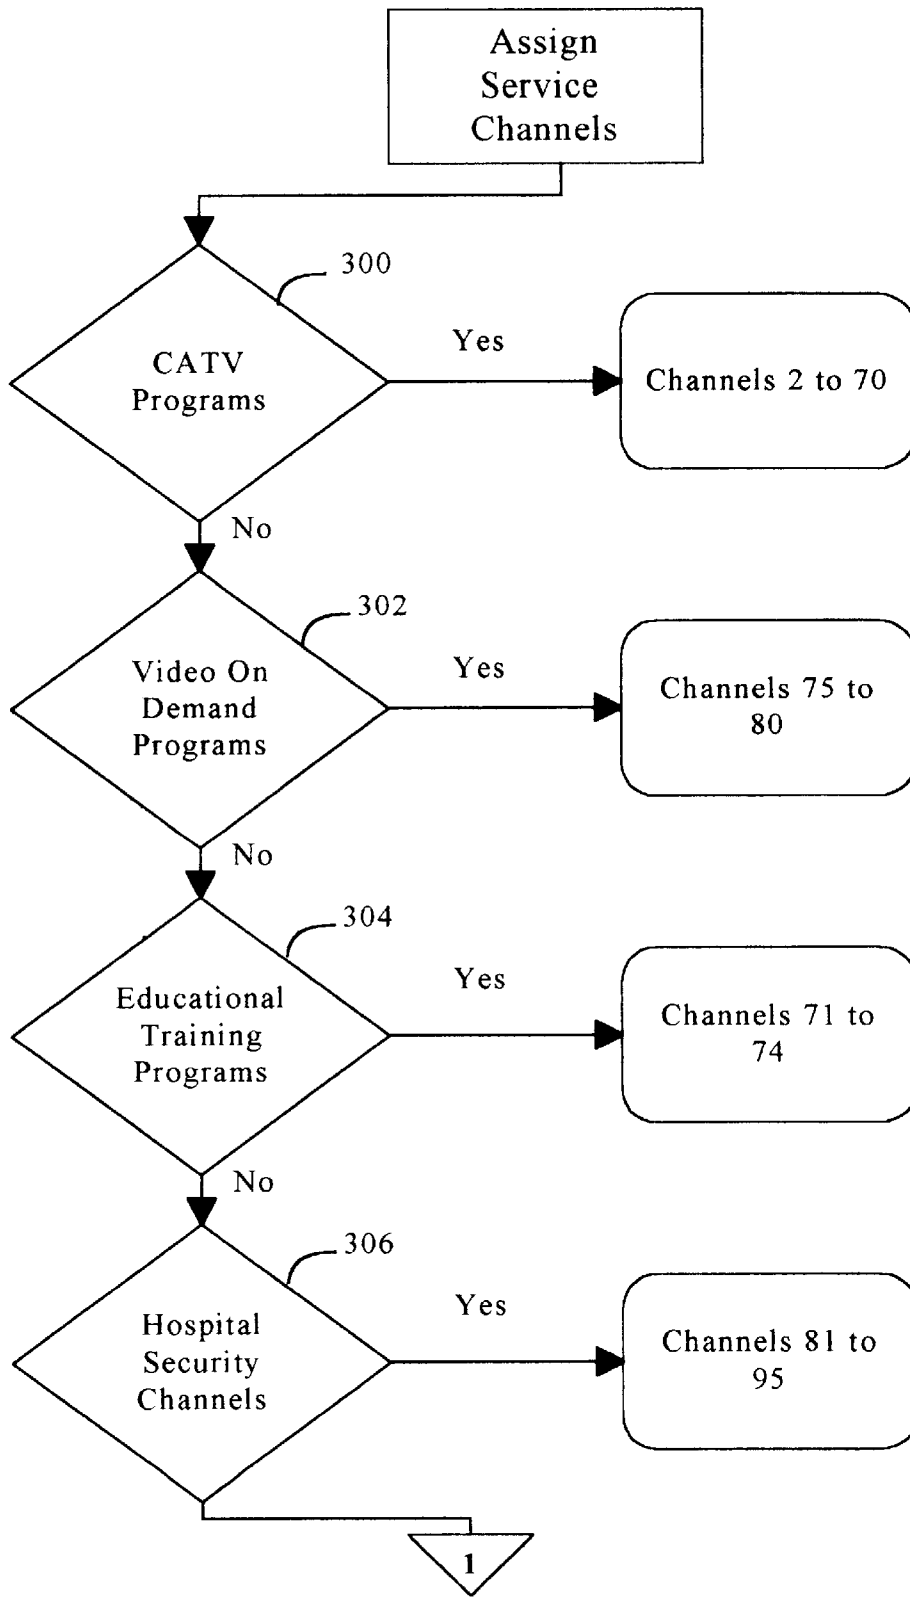 Assign
Service
Channels
300
CATV
Programs
Yes
Channels 2 to 70
No
302
Video On
Demand
Programs
Yes
Channels 75 to
80
No
304
Educational
Training
Programs
Yes
Channels 71 to
74
No
306
Hospital
Security
Channels
Yes
Channels 81 to
95
1